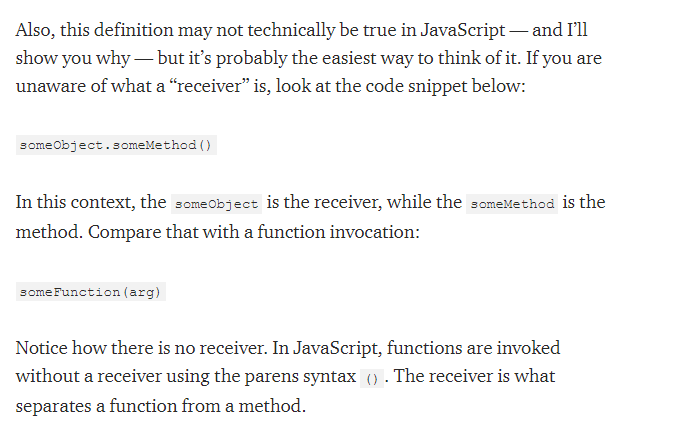 Also, this definition may not technically be true in JavaScript — and I’ll
show you why — but it’s probably the easiest way to think of it. If you are
unaware of what a “receiver” is, look at the code snippet below:
someObject.someMethod()
In this context, the someObject is the receiver, while the someMethod is the
method. Compare that with a function invocation:
someFunction(arg)
Notice how there is no receiver. In JavaScript, functions are invoked
without a receiver using the parens syntax (). The receiver is what
separates a function from a method.